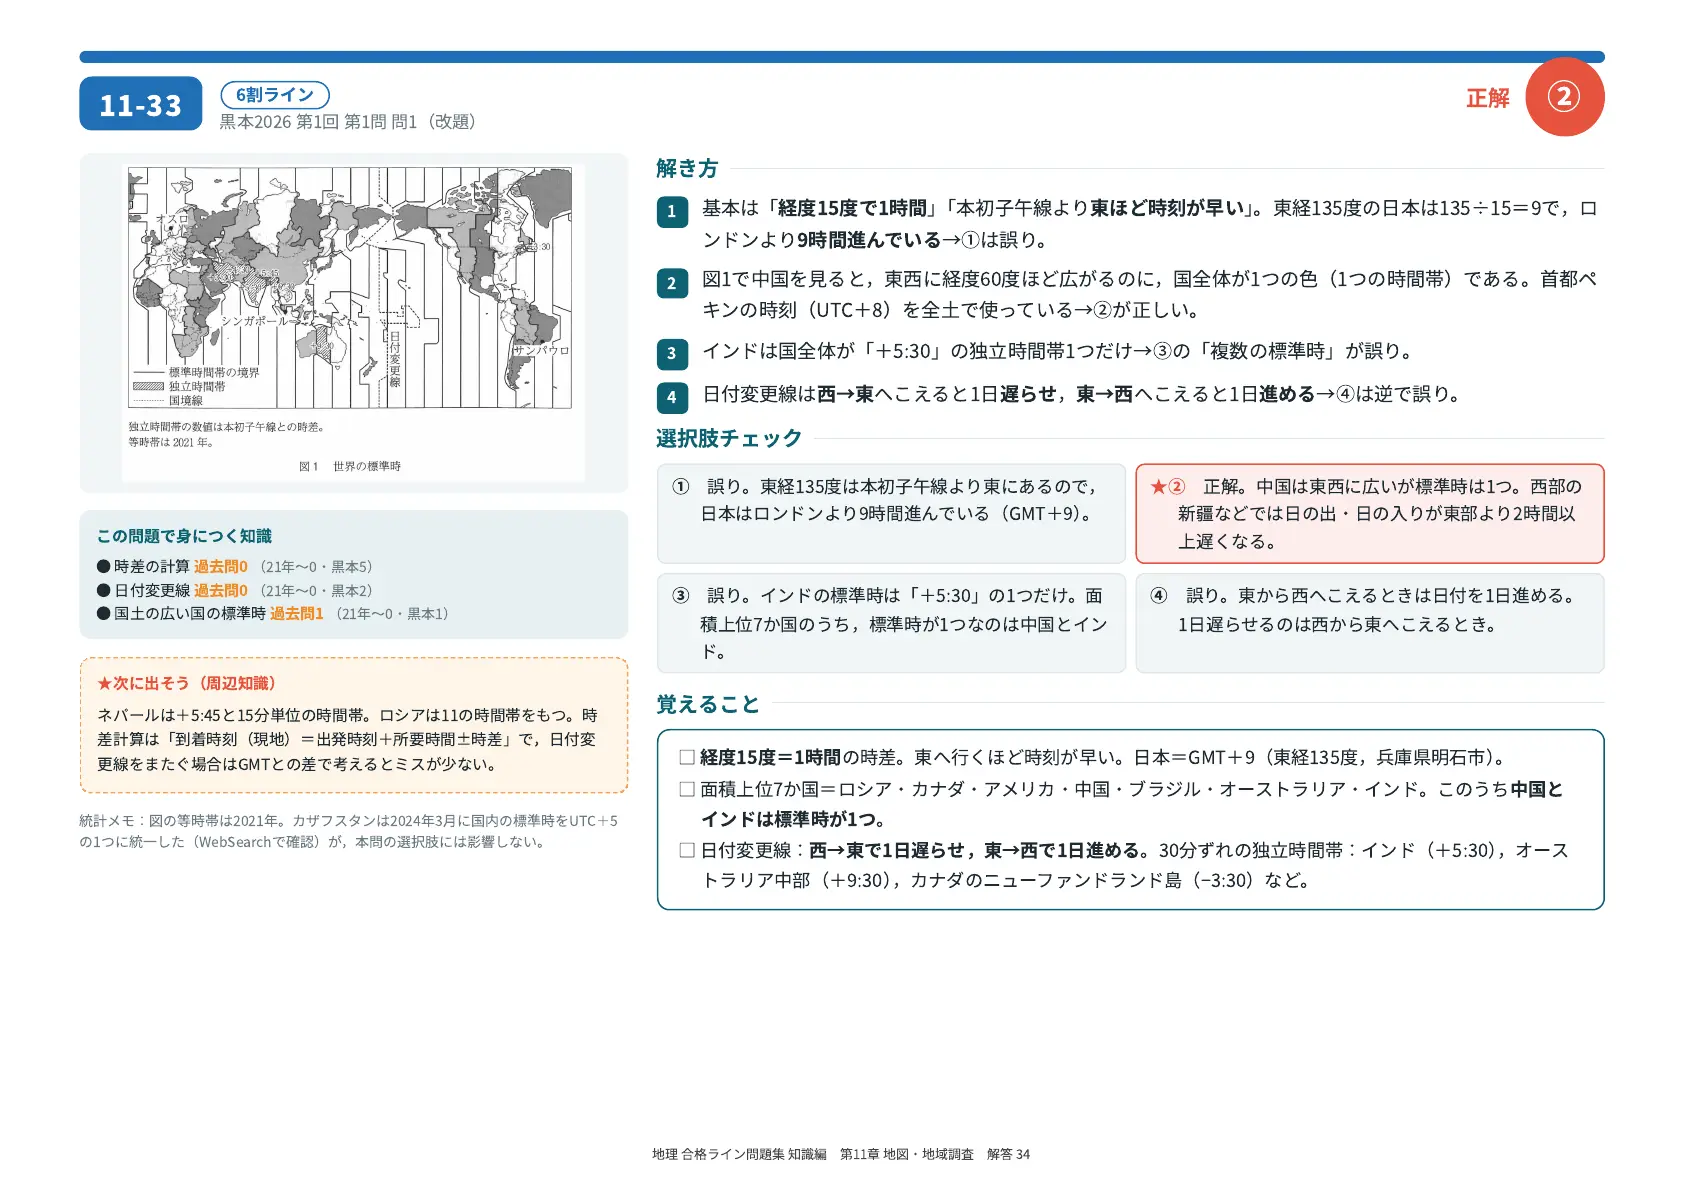 11-33
6割ライン
黒本2026 第1回 第1問 問1（改題）
正解 ②
オスロ
+3:30
5:45
シンガポール
日付変更線
サンパウロ
標準時間帯の境界
独立時間帯
国境線
独立時間帯の数値は本初子午線との時差。
等時帯は 2021 年。
図1　世界の標準時
この問題で身につく知識
●時差の計算 過去問0 （21年〜0・黒本5）
●日付変更線 過去問0 （21年〜0・黒本2）
●国土の広い国の標準時 過去問1 （21年〜0・黒本1）
★次に出そう（周辺知識）
ネパールは＋5:45と15分単位の時間帯。ロシアは11の時間帯をもつ。時
差計算は「到着時刻（現地）＝出発時刻＋所要時間±時差」で，日付変
更線をまたぐ場合はGMTとの差で考えるとミスが少ない。
統計メモ：図の等時帯は2021年。カザフスタンは2024年3月に国内の標準時をUTC＋5
の1つに統一した（WebSearchで確認）が，本問の選択肢には影響しない。
解き方
1 基本は「経度15度で1時間」「本初子午線より東ほど時刻が早い」。東経135度の日本は135÷15＝9で，ロ
ンドンより9時間進んでいる→①は誤り。
2 図1で中国を見ると，東西に経度60度ほど広がるのに，国全体が1つの色（1つの時間帯）である。首都ペ
キンの時刻（UTC＋8）を全土で使っている→②が正しい。
3 インドは国全体が「＋5:30」の独立時間帯1つだけ→③の「複数の標準時」が誤り。
4 日付変更線は西→東へこえると1日遅らせ，東→西へこえると1日進める→④は逆で誤り。
選択肢チェック
① 誤り。東経135度は本初子午線より東にあるので，
日本はロンドンより9時間進んでいる（GMT＋9）。
★② 正解。中国は東西に広いが標準時は1つ。西部の
新疆などでは日の出・日の入りが東部より2時間以
上遅くなる。
③ 誤り。インドの標準時は「＋5:30」の1つだけ。面
積上位7か国のうち，標準時が1つなのは中国とイン
ド。
④ 誤り。東から西へこえるときは日付を1日進める。
1日遅らせるのは西から東へこえるとき。
覚えること
□ 経度15度＝1時間の時差。東へ行くほど時刻が早い。日本＝GMT＋9（東経135度，兵庫県明石市）。
□ 面積上位7か国＝ロシア・カナダ・アメリカ・中国・ブラジル・オーストラリア・インド。このうち中国と
インドは標準時が1つ。
□ 日付変更線：西→東で1日遅らせ，東→西で1日進める。30分ずれの独立時間帯：インド（＋5:30），オース
トラリア中部（＋9:30），カナダのニューファンドランド島（−3:30）など。
地理 合格ライン問題集 知識編　第11章 地図・地域調査　解答 34